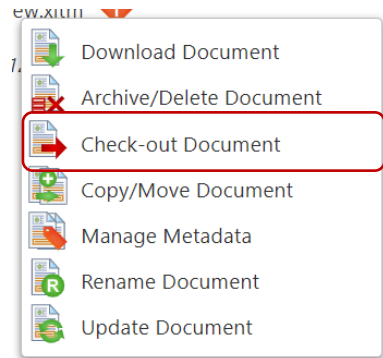 Download Document
Archive/Delete Document
Check-out Document
Copy/Move Document
Manage Metadata
Rename Document
Update Document